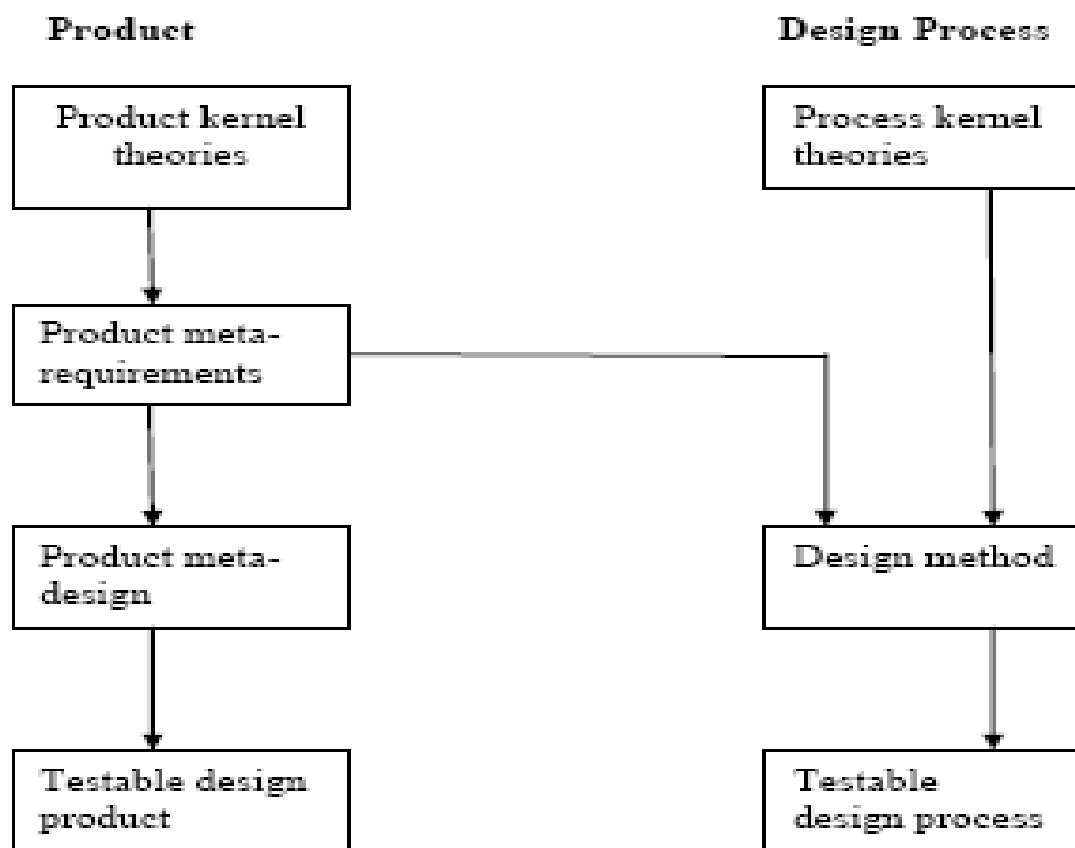 Product
Design Process
Product kernel
theories
Process kernel
theories
Product meta-
requirements
Product meta-
design
Design method
Testable design
product
Testable
design process